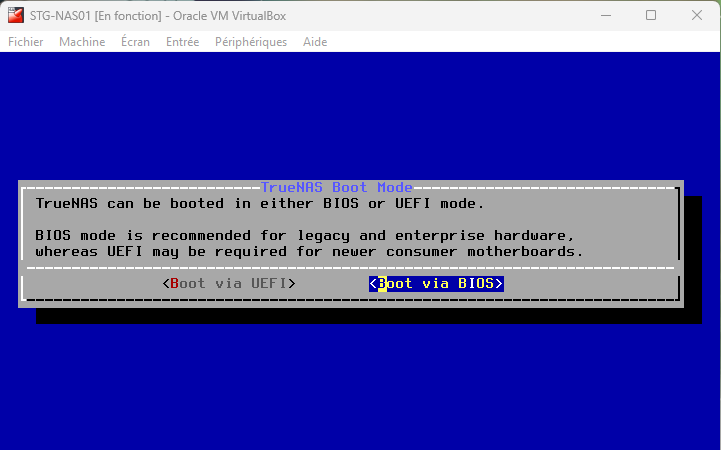 STG-NAS01 [En fonction] - Oracle VM VirtualBox
Fichier Machine Écran Entrée Périphériques Aide
TrueNAS Boot Mode
TrueNAS can be booted in either BIOS or UEFI mode.
BIOS mode is recommended for legacy and enterprise hardware,
whereas UEFI may be required for newer consumer motherboards.
<Boot via UEFI> <Boot via BIOS>